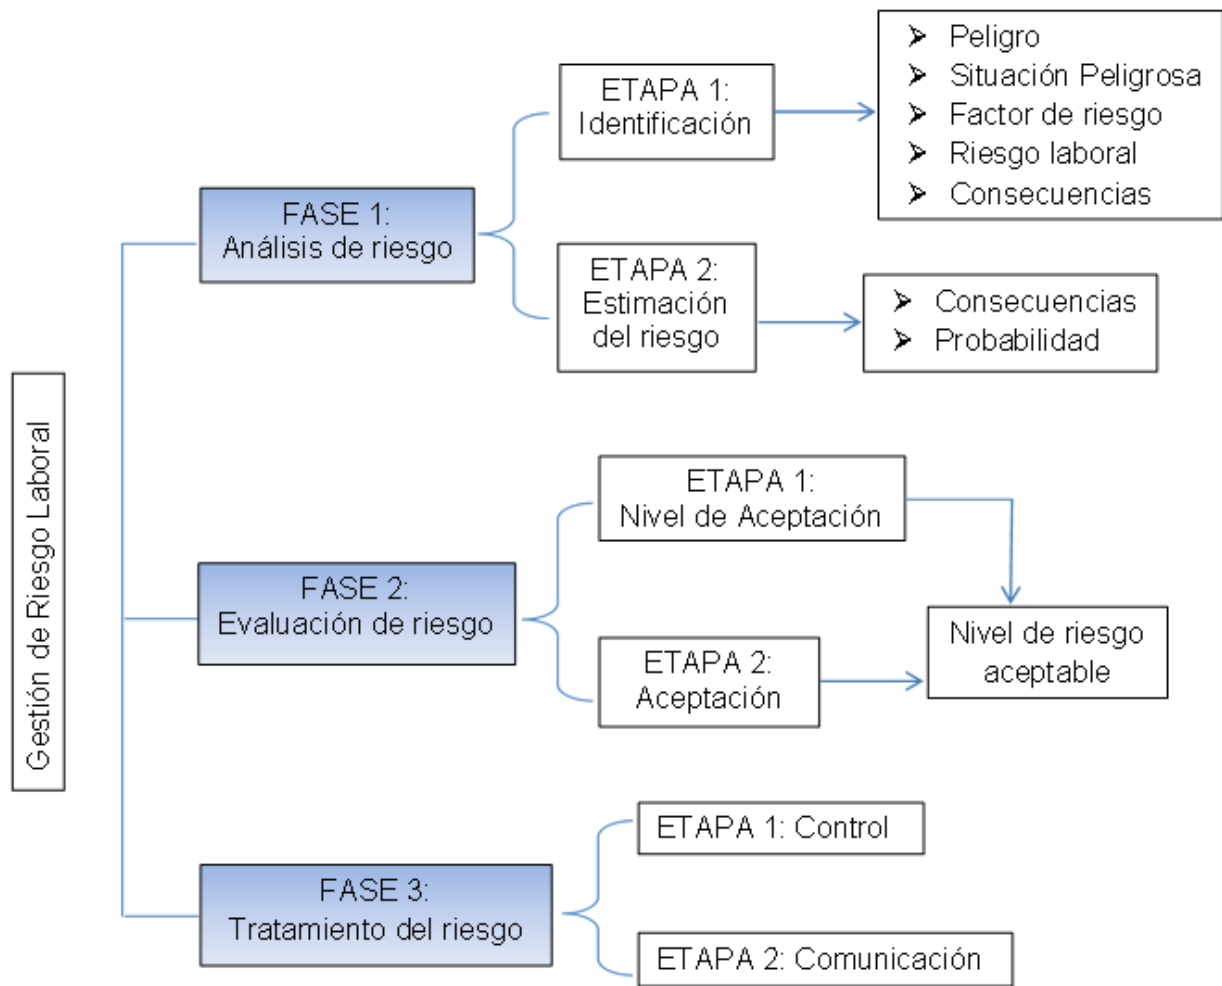 Gestión de Riesgo Laboral
FASE 1:
Análisis de riesgo
ETAPA 1:
Identificación
➢ Peligro
➢ Situación Peligrosa
➢ Factor de riesgo
➢ Riesgo laboral
➢ Consecuencias
ETAPA 2:
Estimación
del riesgo
➢ Consecuencias
➢ Probabilidad
FASE 2:
Evaluación de riesgo
ETAPA 1:
Nivel de Aceptación
ETAPA 2:
Aceptación
Nivel de riesgo
aceptable
FASE 3:
Tratamiento del riesgo
ETAPA 1: Control
ETAPA 2: Comunicación